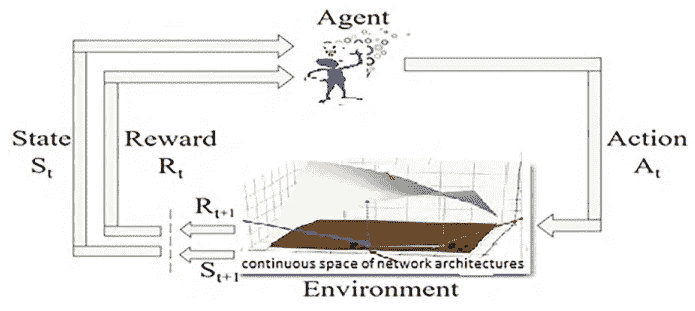 Agent
State
Sₜ
Reward
Rₜ
Action
Aₜ
Rₜ₊₁
Sₜ₊₁
continuous space of network architectures
Environment